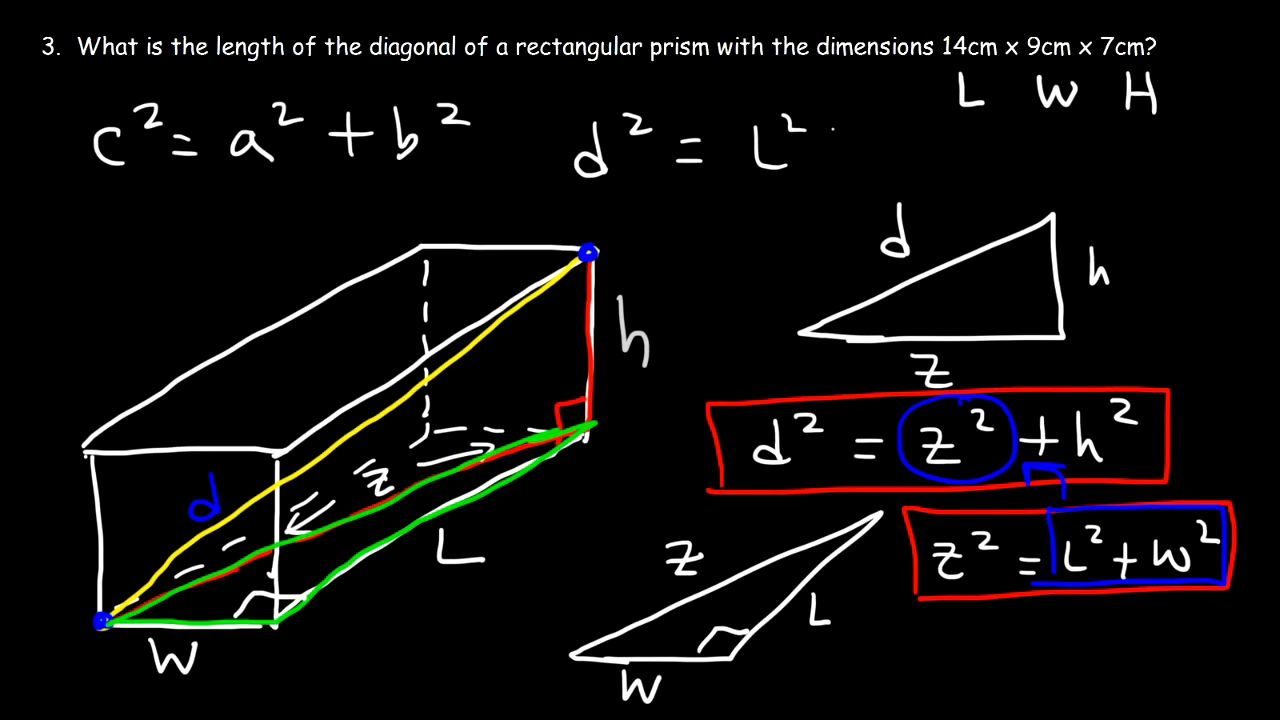 3. What is the length of the diagonal of a rectangular prism with the dimensions 14cm x 9cm x 7cm?
L W H
c² = a² + b² d² = L²
d
h
z
h
d² = z² + h²
d
z
L
z² = L² + w²
z
L
W
W